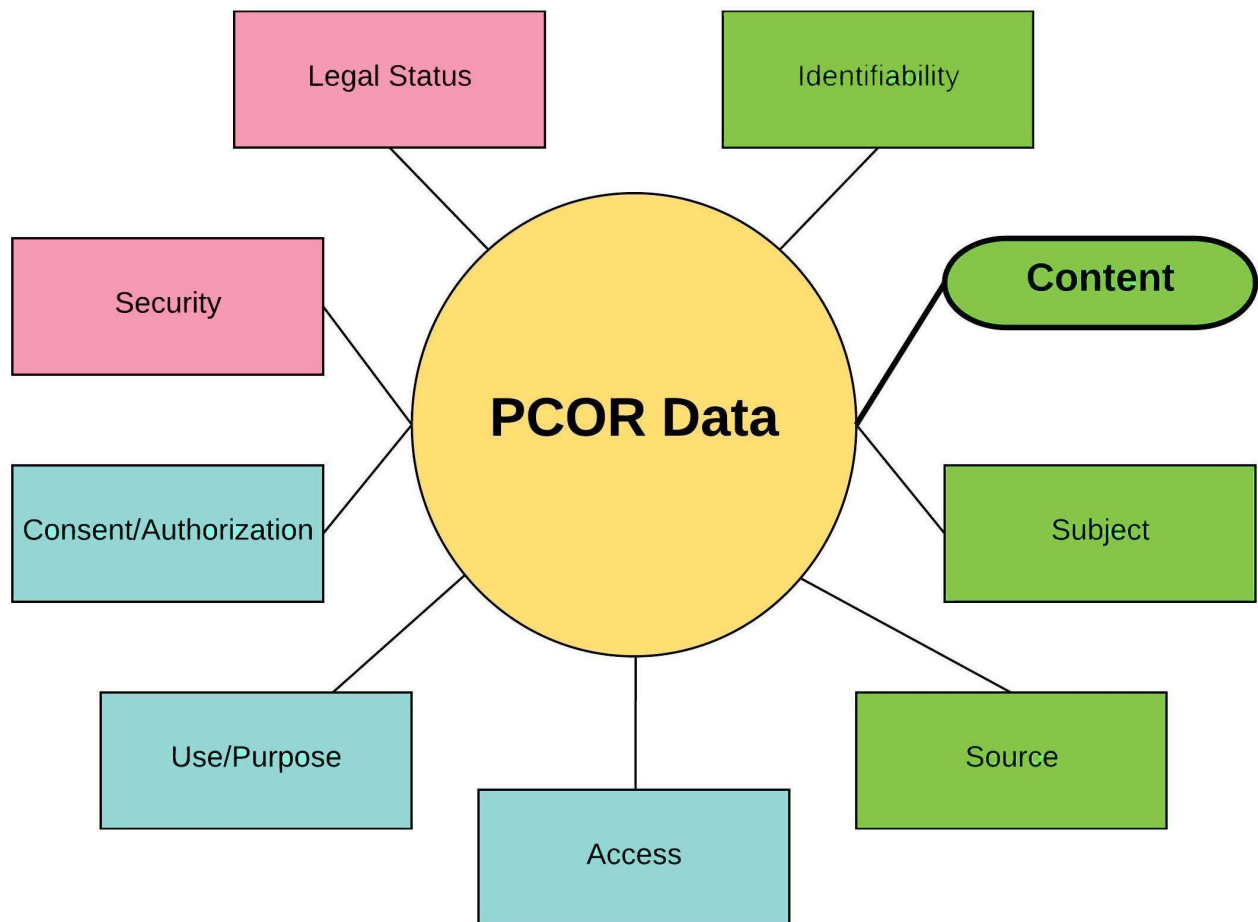 Legal Status
Identifiability
Security
Content
PCOR Data
Consent/Authorization
Subject
Use/Purpose
Source
Access